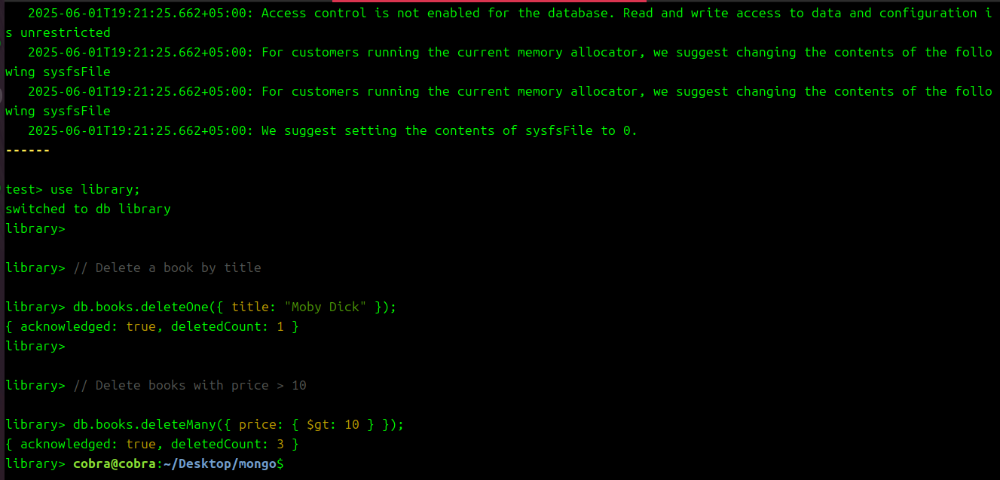 2025-06-01T19:21:25.662+05:00: Access control is not enabled for the database. Read and write access to data and configuration i
s unrestricted
2025-06-01T19:21:25.662+05:00: For customers running the current memory allocator, we suggest changing the contents of the follo
wing sysfsFile
2025-06-01T19:21:25.662+05:00: For customers running the current memory allocator, we suggest changing the contents of the follo
wing sysfsFile
2025-06-01T19:21:25.662+05:00: We suggest setting the contents of sysfsFile to 0.
------
test> use library;
switched to db library
library>
library> // Delete a book by title
library> db.books.deleteOne({ title: "Moby Dick" });
{ acknowledged: true, deletedCount: 1 }
library>
library> // Delete books with price > 10
library> db.books.deleteMany({ price: { $gt: 10 } });
{ acknowledged: true, deletedCount: 3 }
library> cobra@cobra:~/Desktop/mongo$